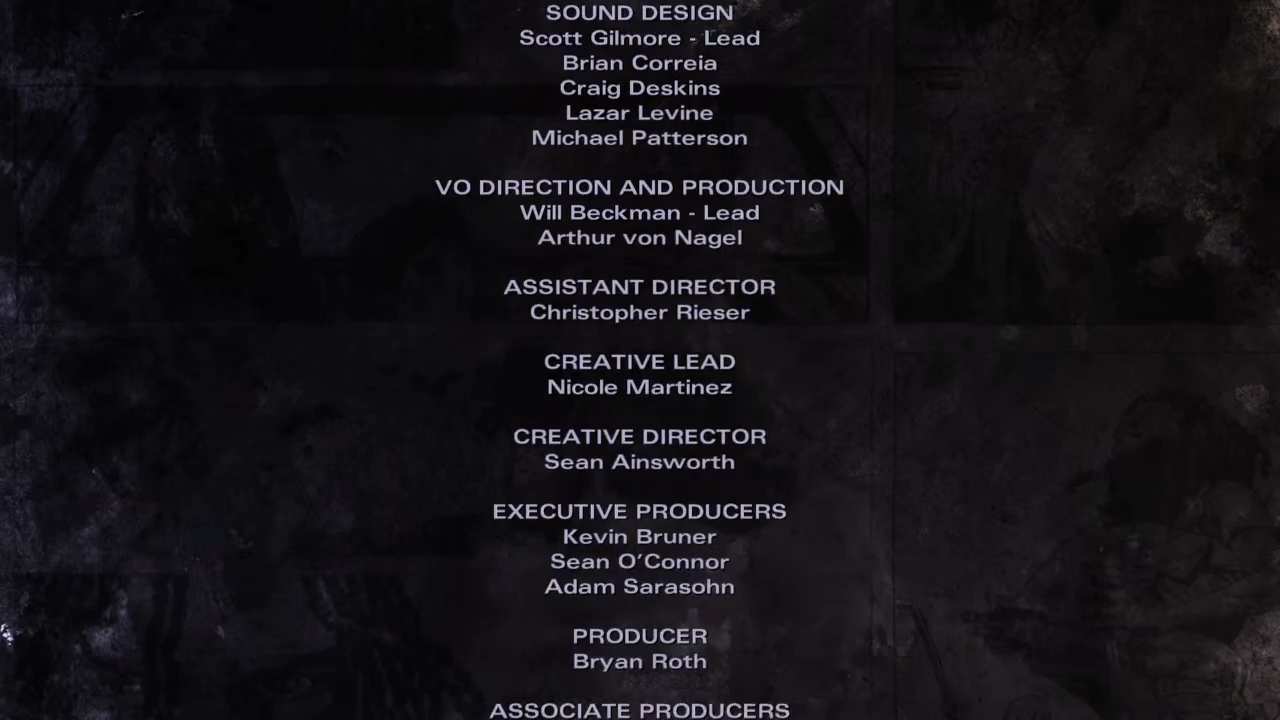 SOUND DESIGN
Scott Gilmore - Lead
Brian Correia
Craig Deskins
Lazar Levine
Michael Patterson
VO DIRECTION AND PRODUCTION
Will Beckman - Lead
Arthur von Nagel
ASSISTANT DIRECTOR
Christopher Rieser
CREATIVE LEAD
Nicole Martinez
CREATIVE DIRECTOR
Sean Ainsworth
EXECUTIVE PRODUCERS
Kevin Bruner
Sean O'Connor
Adam Sarasohn
PRODUCER
Bryan Roth
ASSOCIATE PRODUCERS